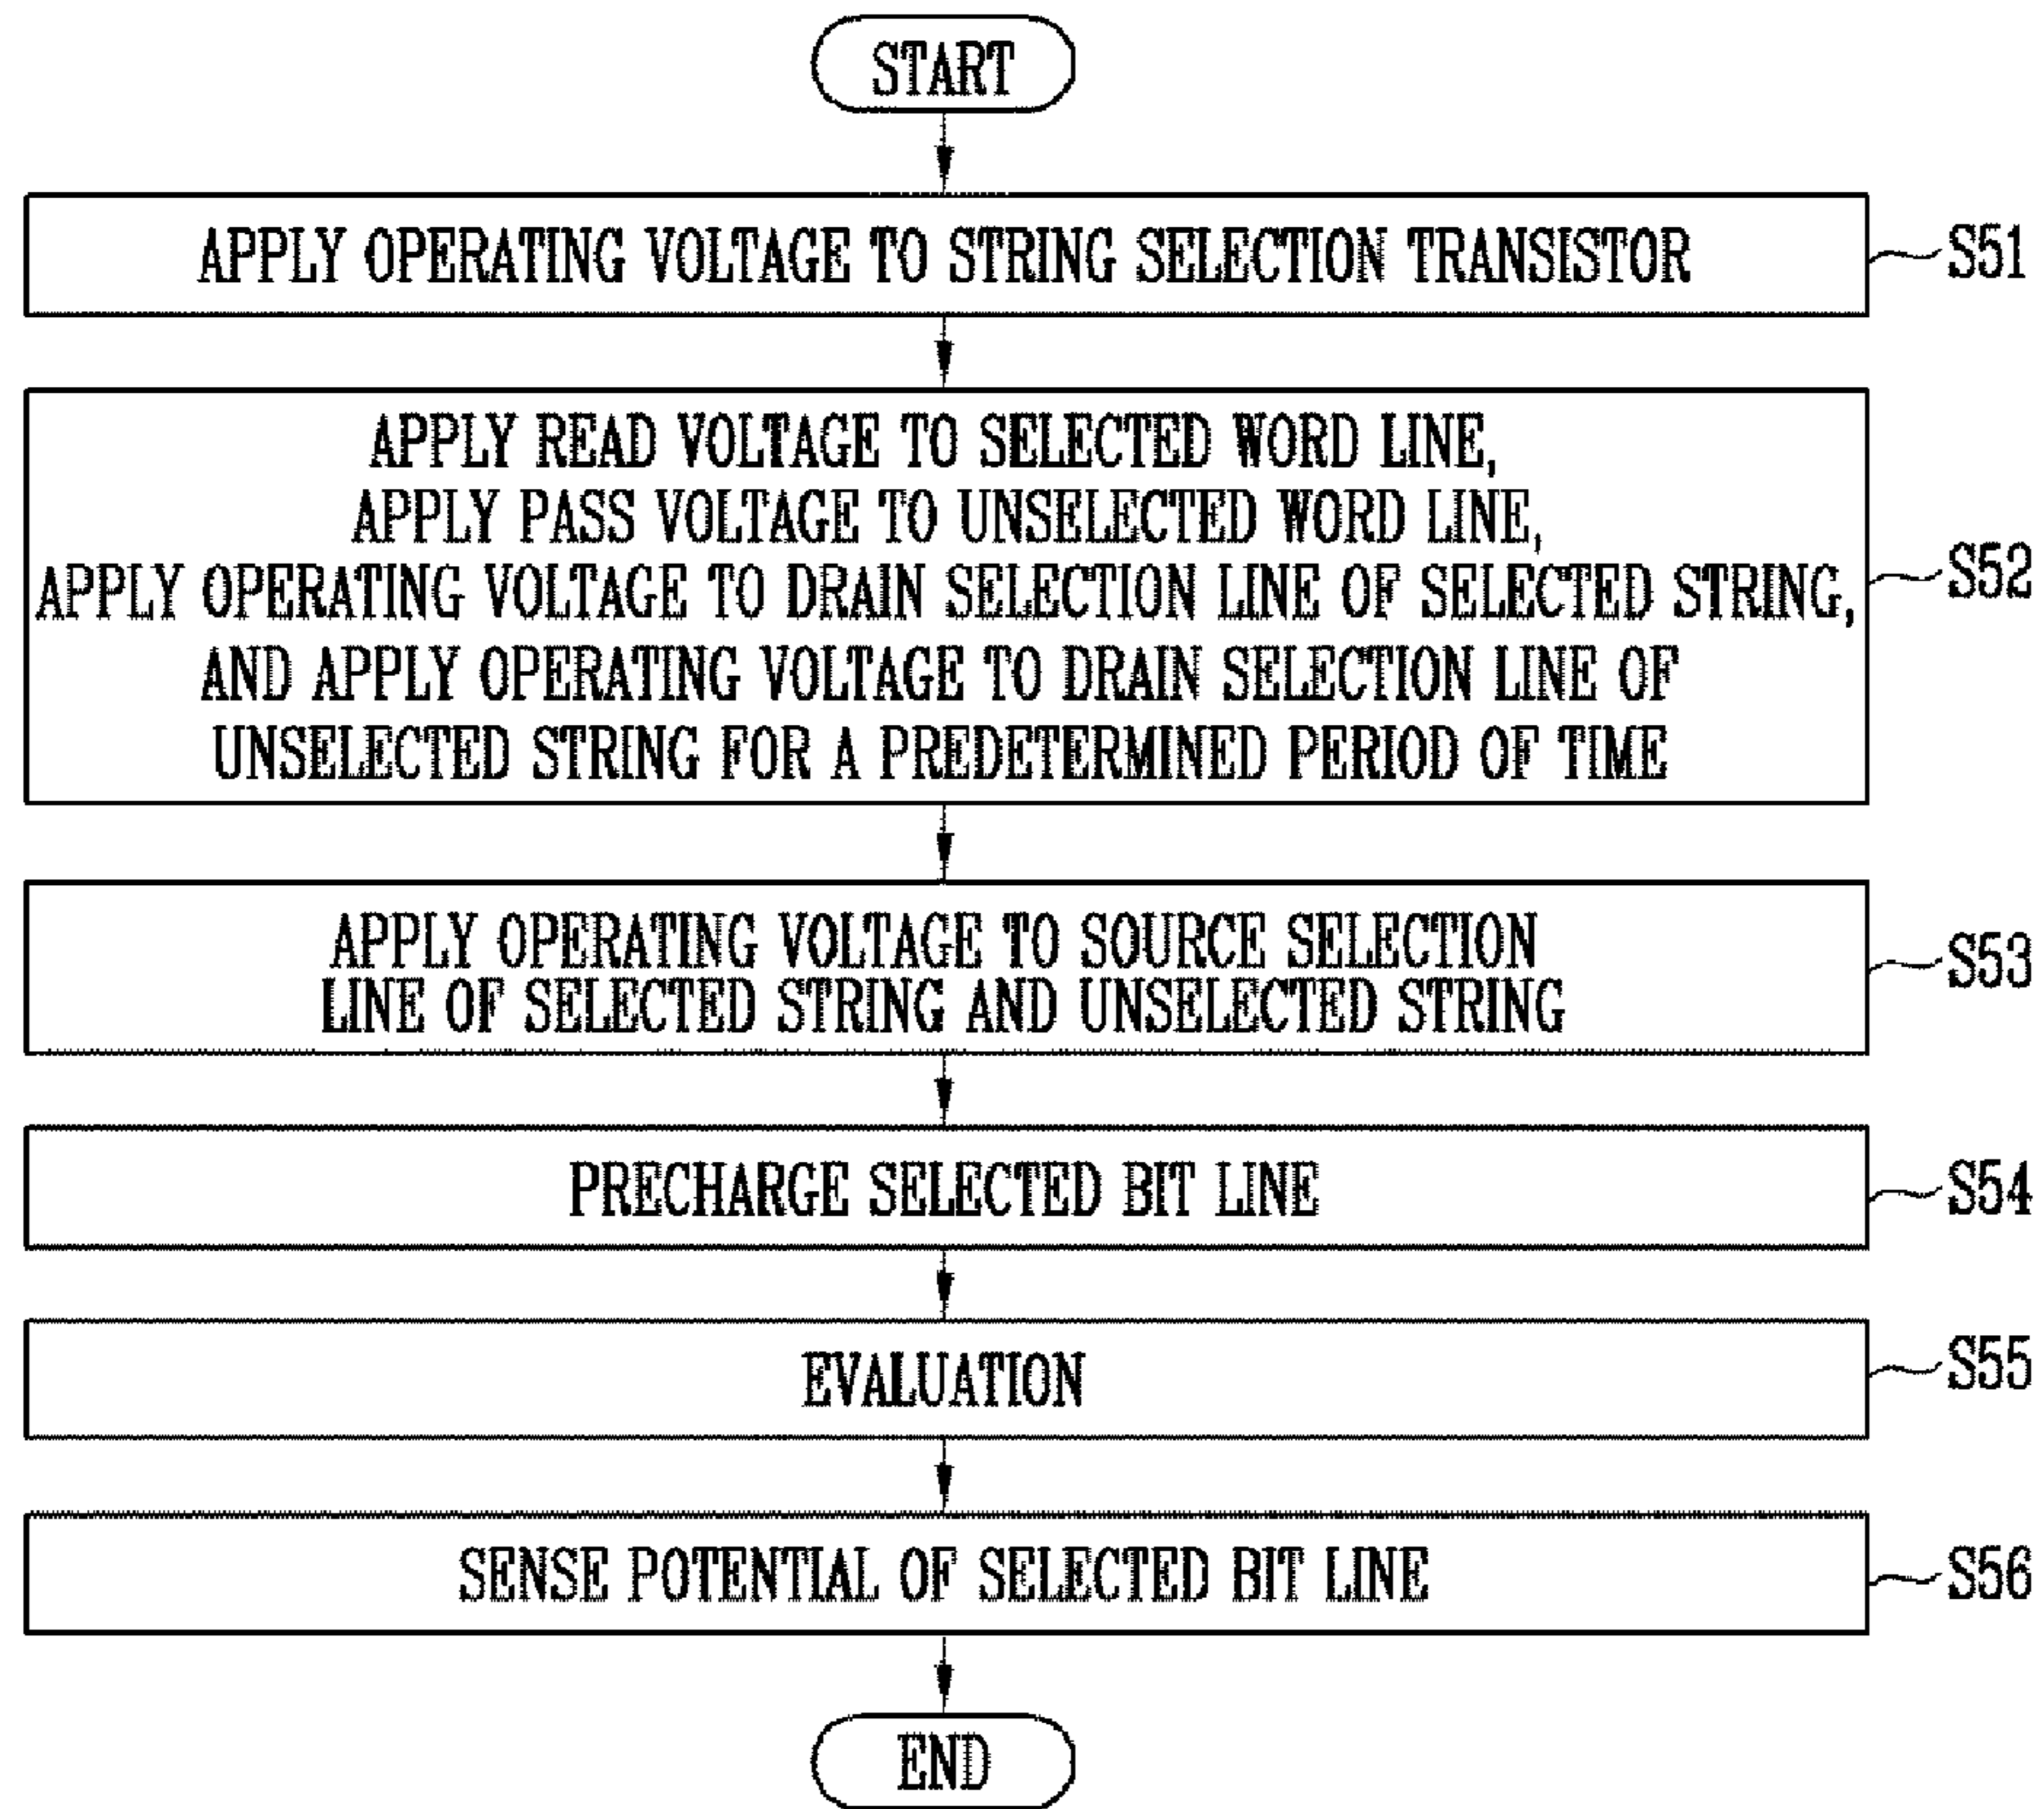 START
APPLY OPERATING VOLTAGE TO STRING SELECTION TRANSISTOR
S51
APPLY READ VOLTAGE TO SELECTED WORD LINE,
APPLY PASS VOLTAGE TO UNSELECTED WORD LINE,
APPLY OPERATING VOLTAGE TO DRAIN SELECTION LINE OF SELECTED STRING,
AND APPLY OPERATING VOLTAGE TO DRAIN SELECTION LINE OF
UNSELECTED STRING FOR A PREDETERMINED PERIOD OF TIME
S52
APPLY OPERATING VOLTAGE TO SOURCE SELECTION
LINE OF SELECTED STRING AND UNSELECTED STRING
S53
PRECHARGE SELECTED BIT LINE
S54
EVALUATION
S55
SENSE POTENTIAL OF SELECTED BIT LINE
S56
END